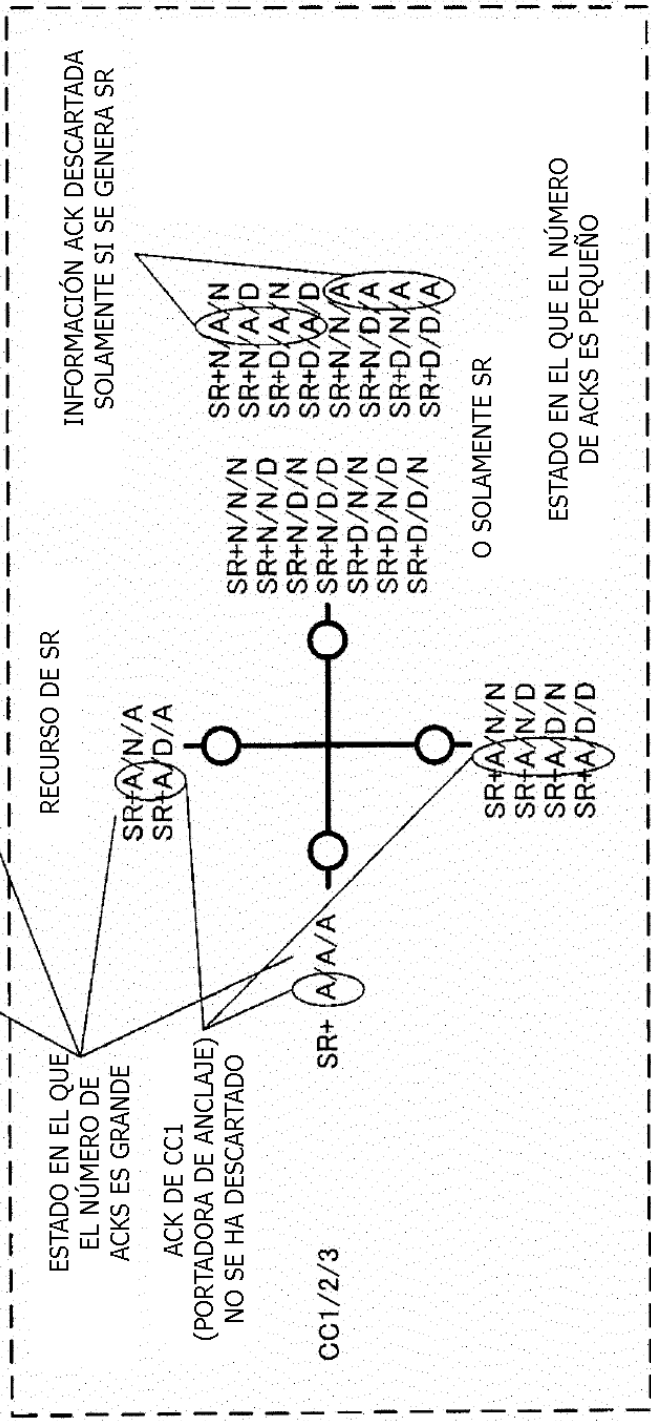 RECURSO DE SR
INFORMACIÓN ACK DESCARTADA
SOLAMENTE SI SE GENERA SR
ESTADO EN EL QUE
EL NÚMERO DE
ACKS ES GRANDE
SR+A/N/A
SR+A/D/A
ACK DE CC1
(PORTADORA DE ANCLAJE)
NO SE HA DESCARTADO
CC1/2/3
SR+ A/A/A
SR+N/N/N
SR+N/N/D
SR+N/D/N
SR+N/D/D
SR+D/N/N
SR+D/N/D
SR+D/D/N
SR+N/A/N
SR+N/A/D
SR+D/A/N
SR+D/A/D
SR+N/N/A
SR+N/D/A
SR+D/N/A
SR+D/D/A
O SOLAMENTE SR
SR+A/N/N
SR+A/N/D
SR+A/D/N
SR+A/D/D
ESTADO EN EL QUE EL NÚMERO
DE ACKS ES PEQUEÑO